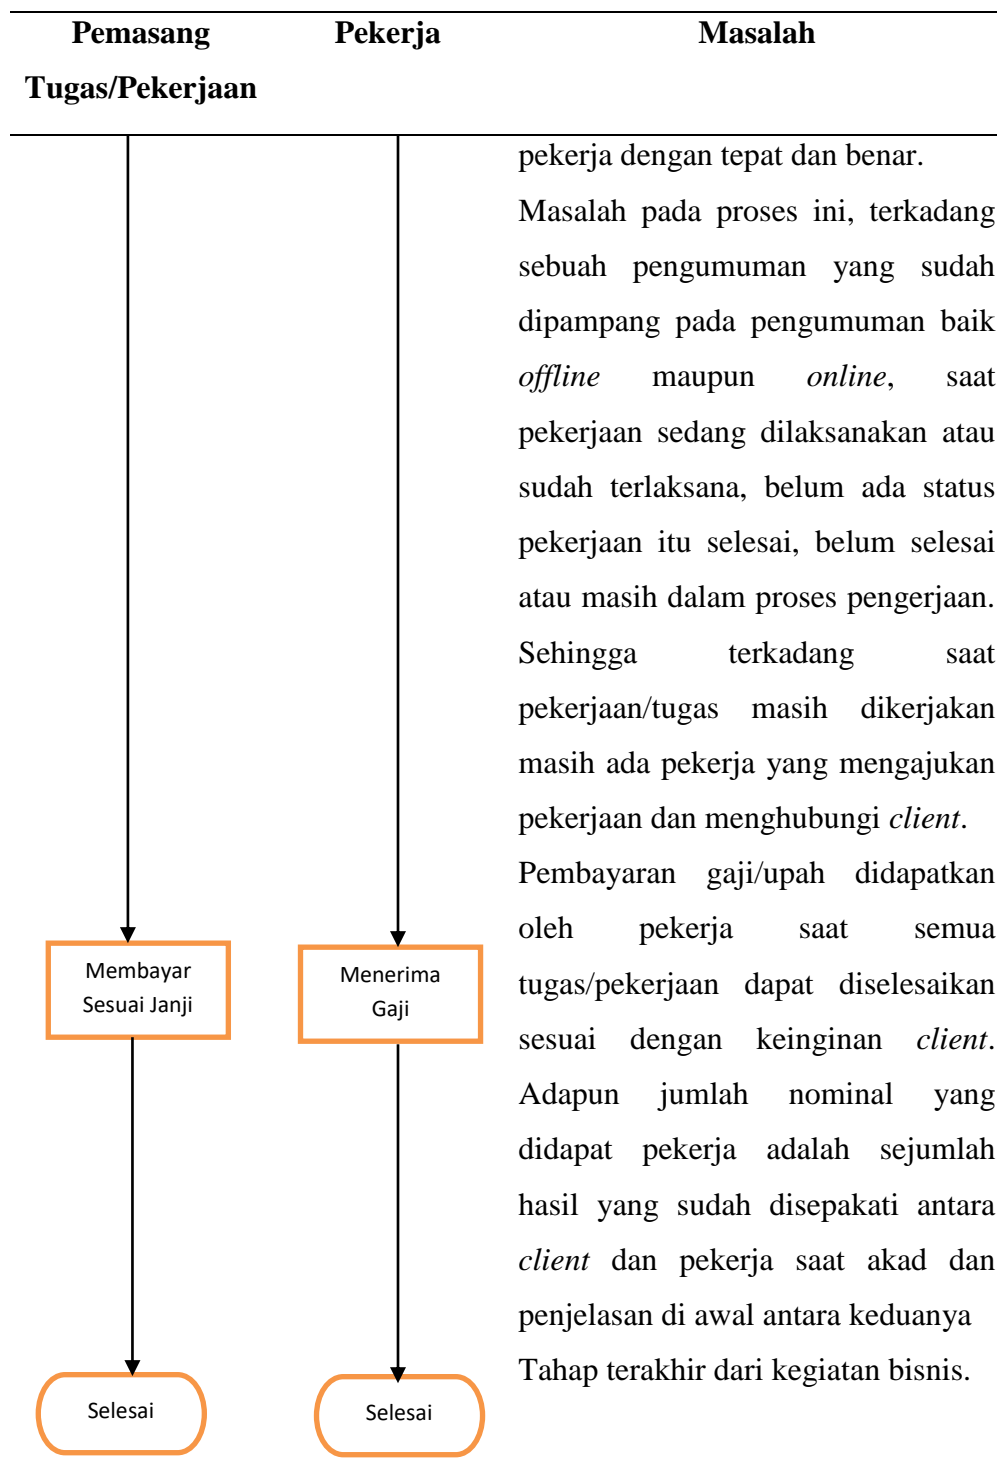 Pemasang
Tugas/Pekerjaan
Pekerja
Masalah
pekerja dengan tepat dan benar.
Masalah pada proses ini, terkadang
sebuah pengumuman yang sudah
dipampang pada pengumuman baik
offline maupun online, saat
pekerjaan sedang dilaksanakan atau
sudah terlaksana, belum ada status
pekerjaan itu selesai, belum selesai
atau masih dalam proses pengerjaan.
Sehingga terkadang saat
pekerjaan/tugas masih dikerjakan
masih ada pekerja yang mengajukan
pekerjaan dan menghubungi client.
Membayar
Sesuai Janji
Menerima
Gaji
Pembayaran gaji/upah didapatkan
oleh pekerja saat semua
tugas/pekerjaan dapat diselesaikan
sesuai dengan keinginan client.
Adapun jumlah nominal yang
didapat pekerja adalah sejumlah
hasil yang sudah disepakati antara
client dan pekerja saat akad dan
penjelasan di awal antara keduanya
Selesai
Selesai
Tahap terakhir dari kegiatan bisnis.